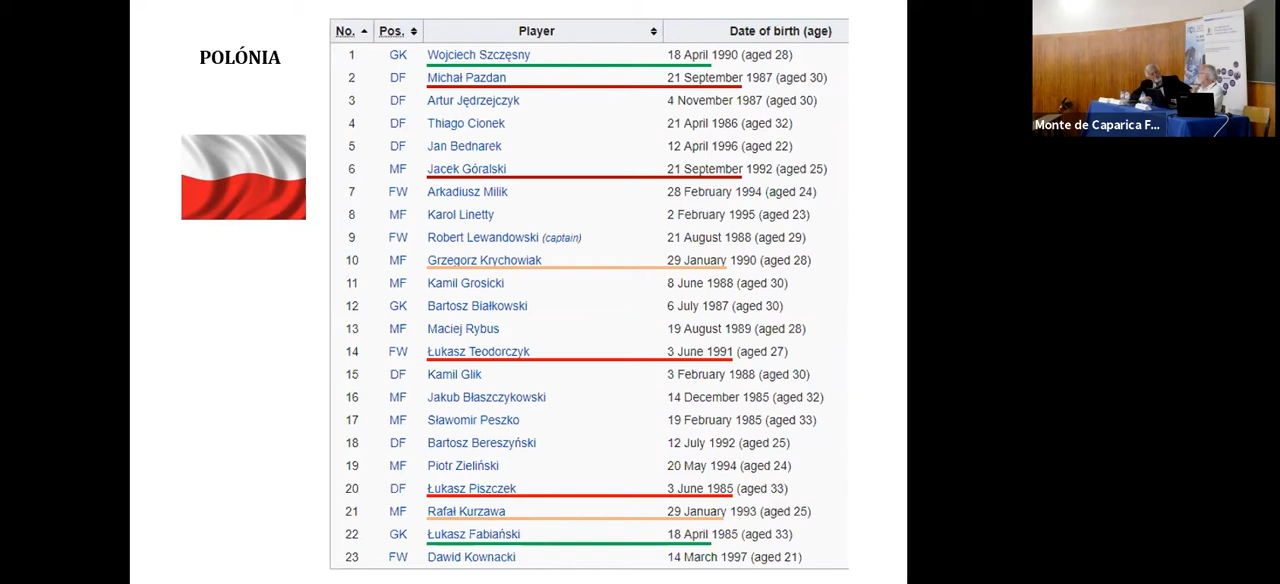 POLÓNIA
No. Pos. Player Date of birth (age)
1 GK Wojciech Szczęsny 18 April 1990 (aged 28)
2 DF Michał Pazdan 21 September 1987 (aged 30)
3 DF Artur Jędrzejczyk 4 November 1987 (aged 30)
4 DF Thiago Cionek 21 April 1986 (aged 32)
5 DF Jan Bednarek 12 April 1996 (aged 22)
6 MF Jacek Góralski 21 September 1992 (aged 25)
7 FW Arkadiusz Milik 28 February 1994 (aged 24)
8 MF Karol Linetty 2 February 1995 (aged 23)
9 FW Robert Lewandowski (captain) 21 August 1988 (aged 29)
10 MF Grzegorz Krychowiak 29 January 1990 (aged 28)
11 MF Kamil Grosicki 8 June 1988 (aged 30)
12 GK Bartosz Białkowski 6 July 1987 (aged 30)
13 MF Maciej Rybus 19 August 1989 (aged 28)
14 FW Łukasz Teodorczyk 3 June 1991 (aged 27)
15 DF Kamil Glik 3 February 1988 (aged 30)
16 MF Jakub Błaszczykowski 14 December 1985 (aged 32)
17 MF Sławomir Peszko 19 February 1985 (aged 33)
18 DF Bartosz Bereszyński 12 July 1992 (aged 25)
19 MF Piotr Zieliński 20 May 1994 (aged 24)
20 DF Łukasz Piszczek 3 June 1985 (aged 33)
21 MF Rafał Kurzawa 29 January 1993 (aged 25)
22 GK Łukasz Fabiański 18 April 1985 (aged 33)
23 FW Dawid Kownacki 14 March 1997 (aged 21)
Monte de Caparica F...